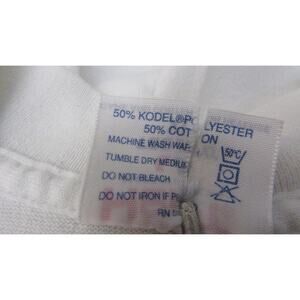 50% KODEL®PO LYESTER
50% COT ON
MACHINE WASH WAR
50°C
TUMBLE DRY MEDIU
DO NOT BLEACH
DO NOT IRON IF P
RN